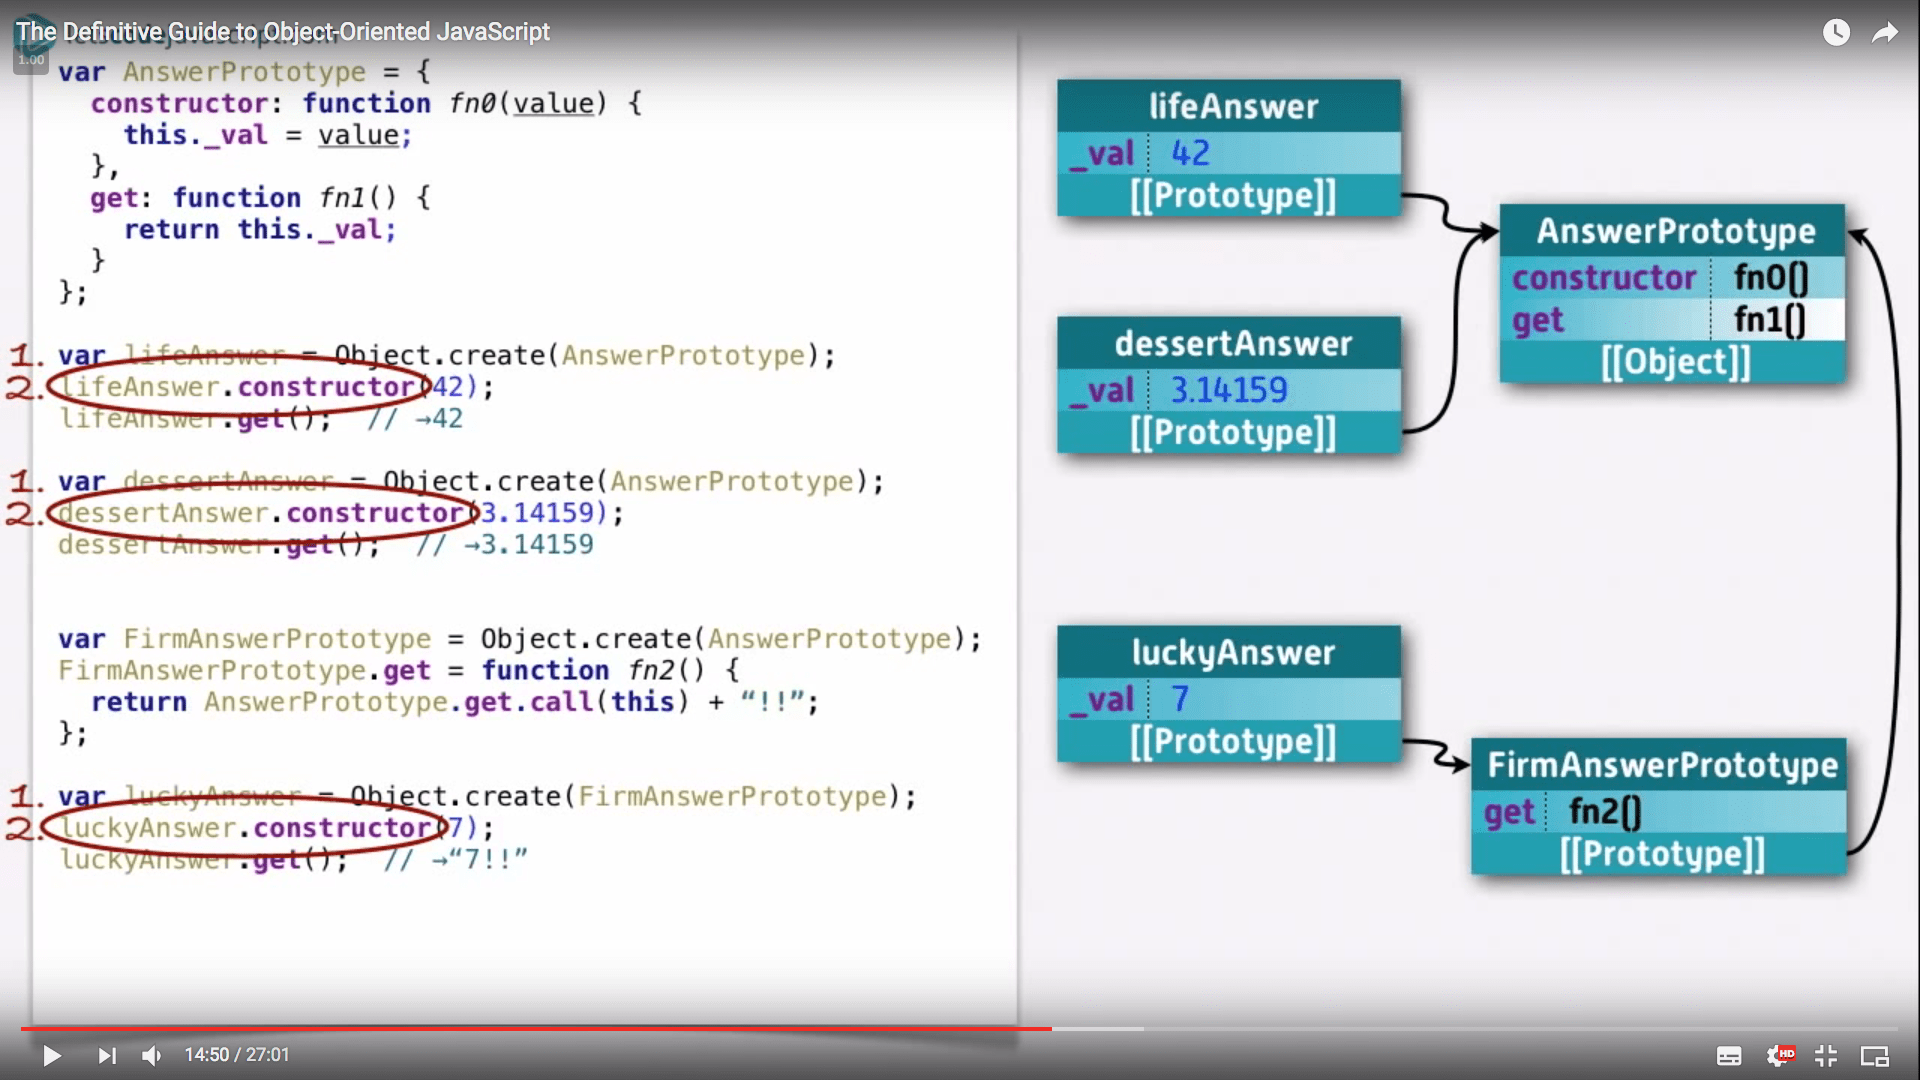 The Definitive Guide to Object-Oriented JavaScript
1.00
var AnswerPrototype = {
constructor: function fn0(value) {
this._val = value;
},
get: function fn1() {
return this._val;
}
};
1. var lifeAnswer = Object.create(AnswerPrototype);
2. lifeAnswer.constructor(42);
lifeAnswer.get(); // →42
1. var dessertAnswer = Object.create(AnswerPrototype);
2. dessertAnswer.constructor(3.14159);
dessertAnswer.get(); // →3.14159
var FirmAnswerPrototype = Object.create(AnswerPrototype);
FirmAnswerPrototype.get = function fn2() {
return AnswerPrototype.get.call(this) + “!!”;
};
1. var luckyAnswer = Object.create(FirmAnswerPrototype);
2. luckyAnswer.constructor(7);
luckyAnswer.get(); // →“7!!”
lifeAnswer
_val 42
[[Prototype]]
dessertAnswer
_val 3.14159
[[Prototype]]
AnswerPrototype
constructor fn0()
get fn1()
[[Object]]
luckyAnswer
_val 7
[[Prototype]]
FirmAnswerPrototype
get fn2()
[[Prototype]]
14:50 / 27:01
HD